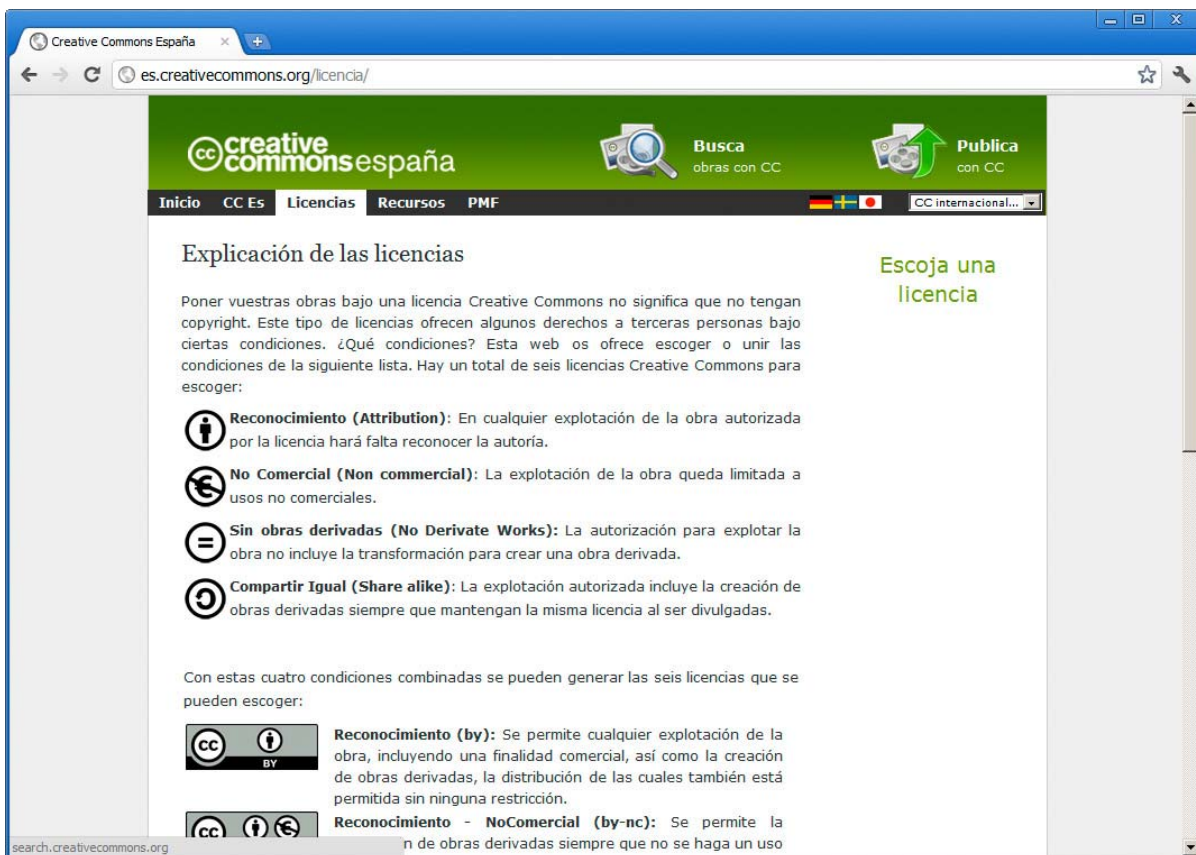 Creative Commons España
es.creativecommons.org/licencia/
cc creative commons españa
Busca
obras con CC
Publica
con CC
Inicio CC Es Licencias Recursos PMF CC internacional...
Explicación de las licencias
Escoja una
licencia
Poner vuestras obras bajo una licencia Creative Commons no significa que no tengan
copyright. Este tipo de licencias ofrecen algunos derechos a terceras personas bajo
ciertas condiciones. ¿Qué condiciones? Esta web os ofrece escoger o unir las
condiciones de la siguiente lista. Hay un total de seis licencias Creative Commons para
escoger:
Reconocimiento (Attribution): En cualquier explotación de la obra autorizada
por la licencia hará falta reconocer la autoría.
No Comercial (Non commercial): La explotación de la obra queda limitada a
usos no comerciales.
Sin obras derivadas (No Derivate Works): La autorización para explotar la
obra no incluye la transformación para crear una obra derivada.
Compartir Igual (Share alike): La explotación autorizada incluye la creación de
obras derivadas siempre que mantengan la misma licencia al ser divulgadas.
Con estas cuatro condiciones combinadas se pueden generar las seis licencias que se
pueden escoger:
cc BY
Reconocimiento (by): Se permite cualquier explotación de la
obra, incluyendo una finalidad comercial, así como la creación
de obras derivadas, la distribución de las cuales también está
permitida sin ninguna restricción.
cc
Reconocimiento - NoComercial (by-nc): Se permite la
n de obras derivadas siempre que no se haga un uso
search.creativecommons.org